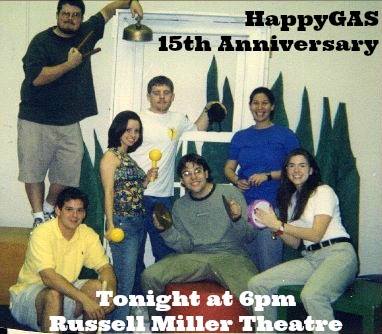 HappyGAS
15th Anniversary
Tonight at 6pm
Russell Miller Theatre